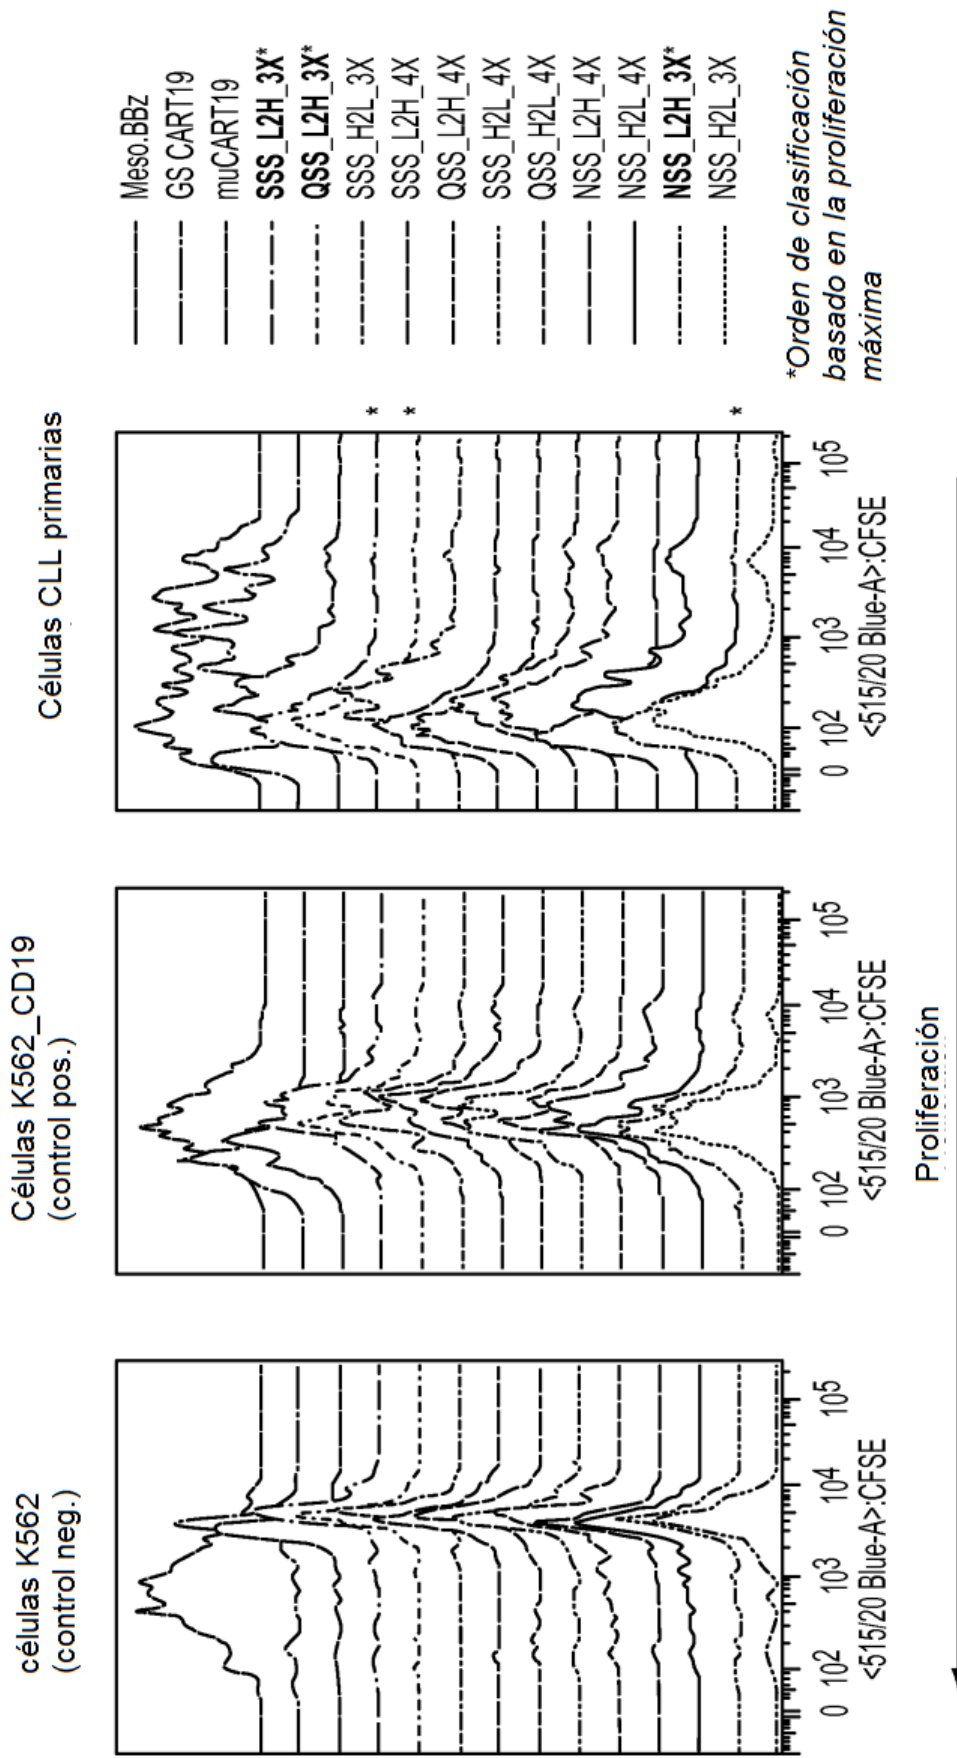 células K562
(control neg.)
0 10² 10³ 10⁴ 10⁵
<515/20 Blue-A>:CFSE
Células K562_CD19
(control pos.)
0 10² 10³ 10⁴ 10⁵
<515/20 Blue-A>:CFSE
Células CLL primarias
*
*
*
0 10² 10³ 10⁴ 10⁵
<515/20 Blue-A>:CFSE
Proliferación
Meso.BBz
GS CART19
muCART19
SSS_L2H_3X*
QSS_L2H_3X*
SSS_H2L_3X
SSS_L2H_4X
QSS_L2H_4X
SSS_H2L_4X
QSS_H2L_4X
NSS_L2H_4X
NSS_H2L_4X
NSS_L2H_3X*
NSS_H2L_3X
*Orden de clasificación
basado en la proliferación
máxima